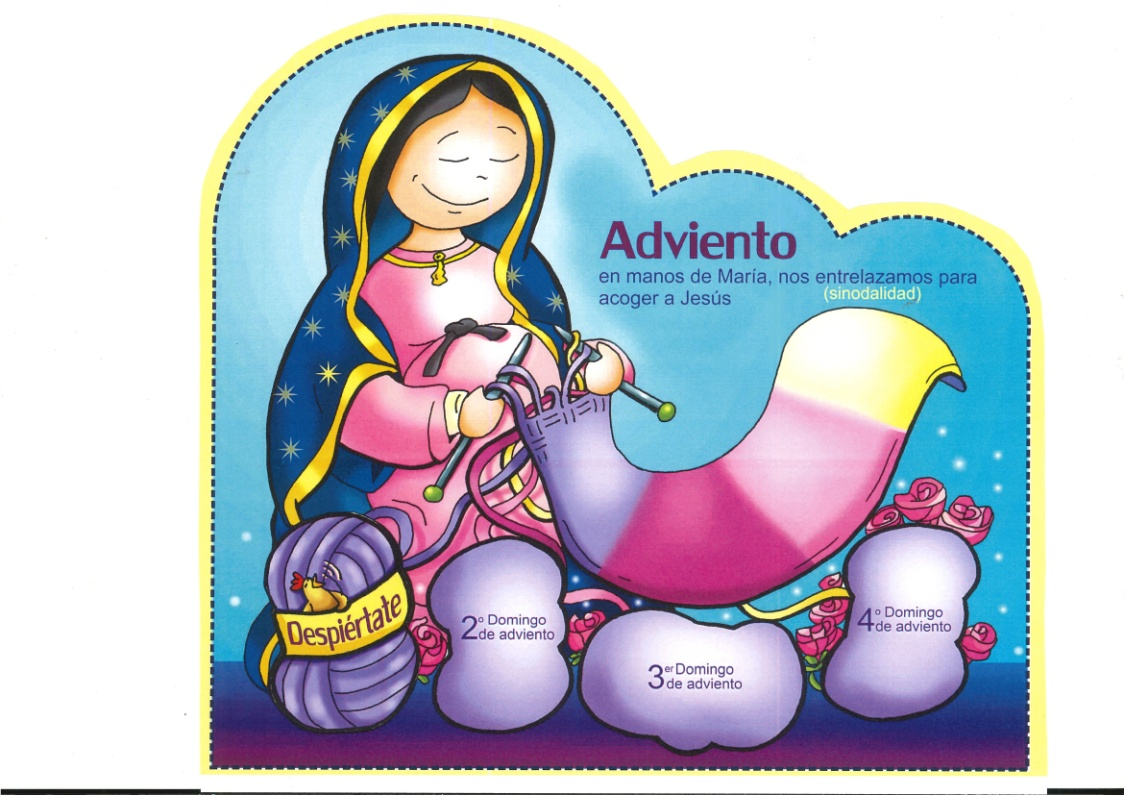 Adviento
en manos de María, nos entrelazamos para
(sinodalidad)
acoger a Jesús
Despiértate
2º Domingo
de adviento
3er Domingo
de adviento
4º Domingo
de adviento